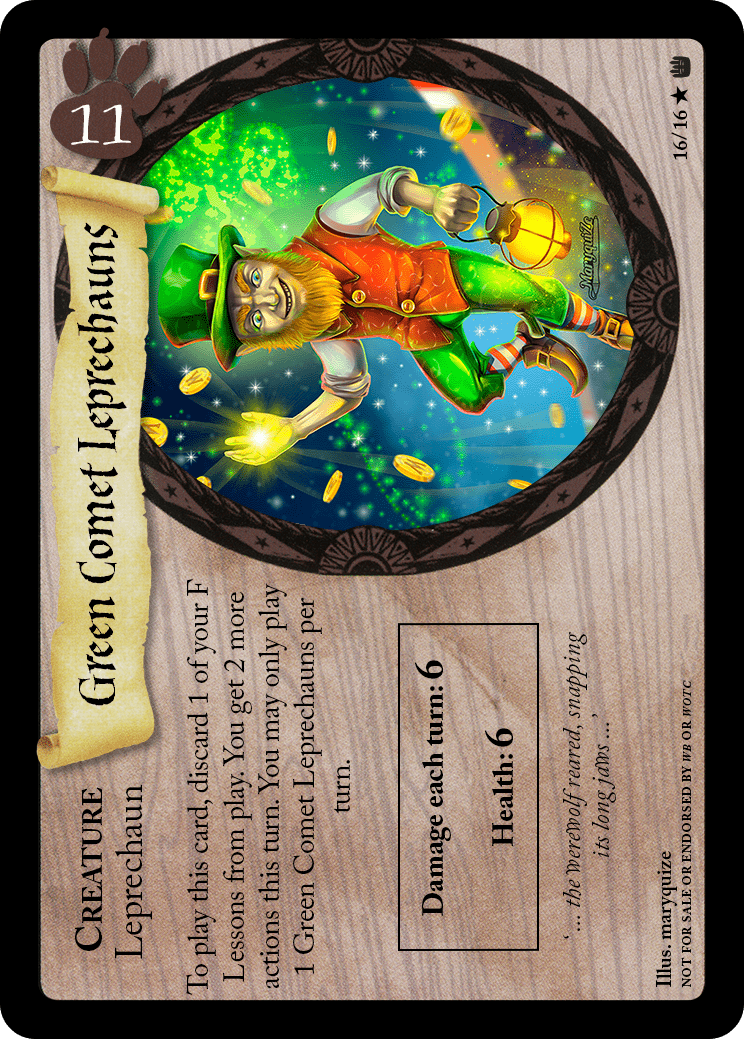 11
Green Comet Leprechauns
CREATURE
Leprechaun
To play this card, discard 1 of your F
Lessons from play. You get 2 more
actions this turn. You may only play
1 Green Comet Leprechauns per
turn.
Damage each turn: 6
Health: 6
‘... the werewolf reared, snapping
its long jaws ...’
Illus. maryquize
NOT FOR SALE OR ENDORSED BY WB OR WOTC
16/16 ★
Maryquize